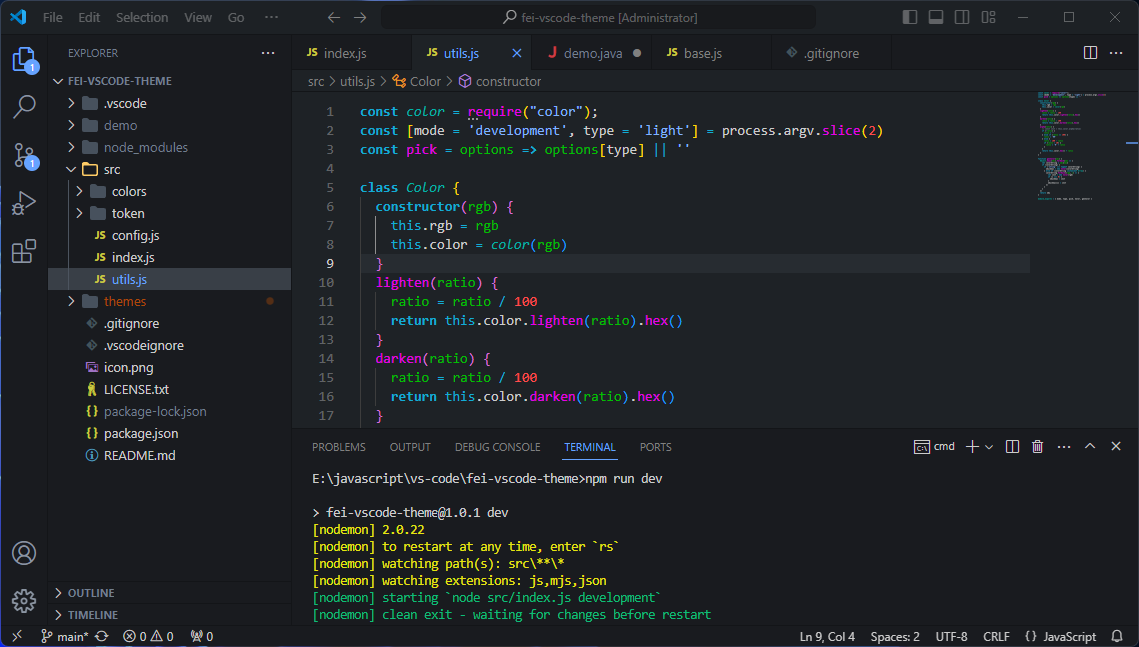 File Edit Selection View Go ··· fei-vscode-theme [Administrator]
EXPLORER ···
FEI-VSCODE-THEME
.vscode
demo
node_modules
src
colors
token
JS config.js
JS index.js
JS utils.js
themes
.gitignore
.vscodeignore
icon.png
LICENSE.txt
{} package-lock.json
{} package.json
README.md
OUTLINE
TIMELINE
1
1
JS index.js JS utils.js J demo.java JS base.js .gitignore ···
src > utils.js > Color > constructor
1 const color = require("color");
2 const [mode = 'development', type = 'light'] = process.argv.slice(2)
3 const pick = options => options[type] || ''
4
5 class Color {
6 constructor(rgb) {
7 this.rgb = rgb
8 this.color = color(rgb)
9 }
10 lighten(ratio) {
11 ratio = ratio / 100
12 return this.color.lighten(ratio).hex()
13 }
14 darken(ratio) {
15 ratio = ratio / 100
16 return this.color.darken(ratio).hex()
17 }
PROBLEMS OUTPUT DEBUG CONSOLE TERMINAL PORTS cmd ···
E:\javascript\vs-code\fei-vscode-theme>npm run dev
> fei-vscode-theme@1.0.1 dev
[nodemon] 2.0.22
[nodemon] to restart at any time, enter `rs`
[nodemon] watching path(s): src\**\*
[nodemon] watching extensions: js,mjs,json
[nodemon] starting `node src/index.js development`
[nodemon] clean exit - waiting for changes before restart
main* 0 0 0 Ln 9, Col 4 Spaces: 2 UTF-8 CRLF {} JavaScript